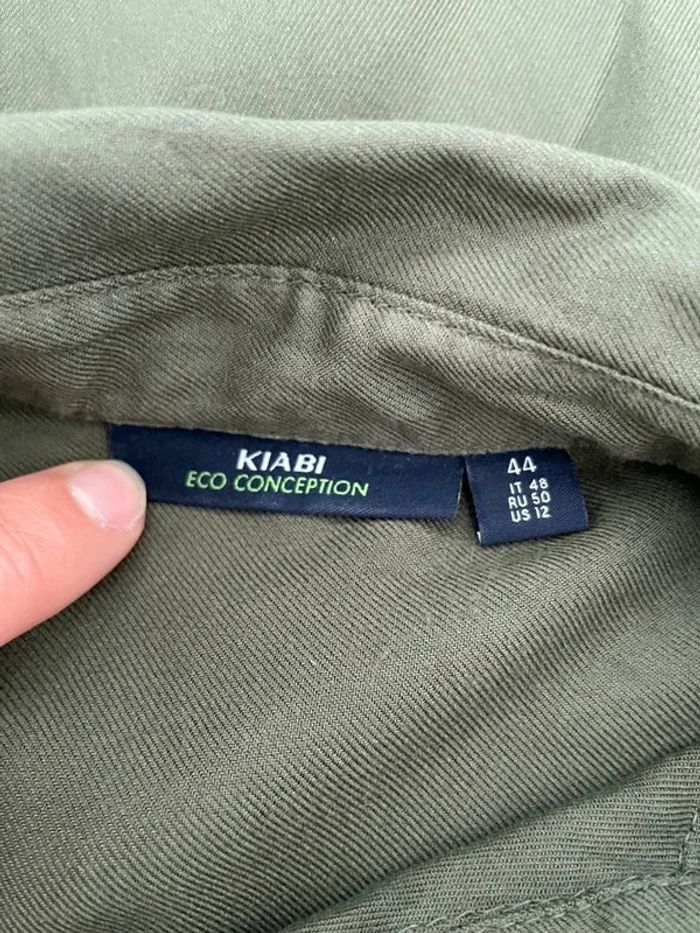 KIABI
ECO CONCEPTION
44
IT 48
RU 50
US 12